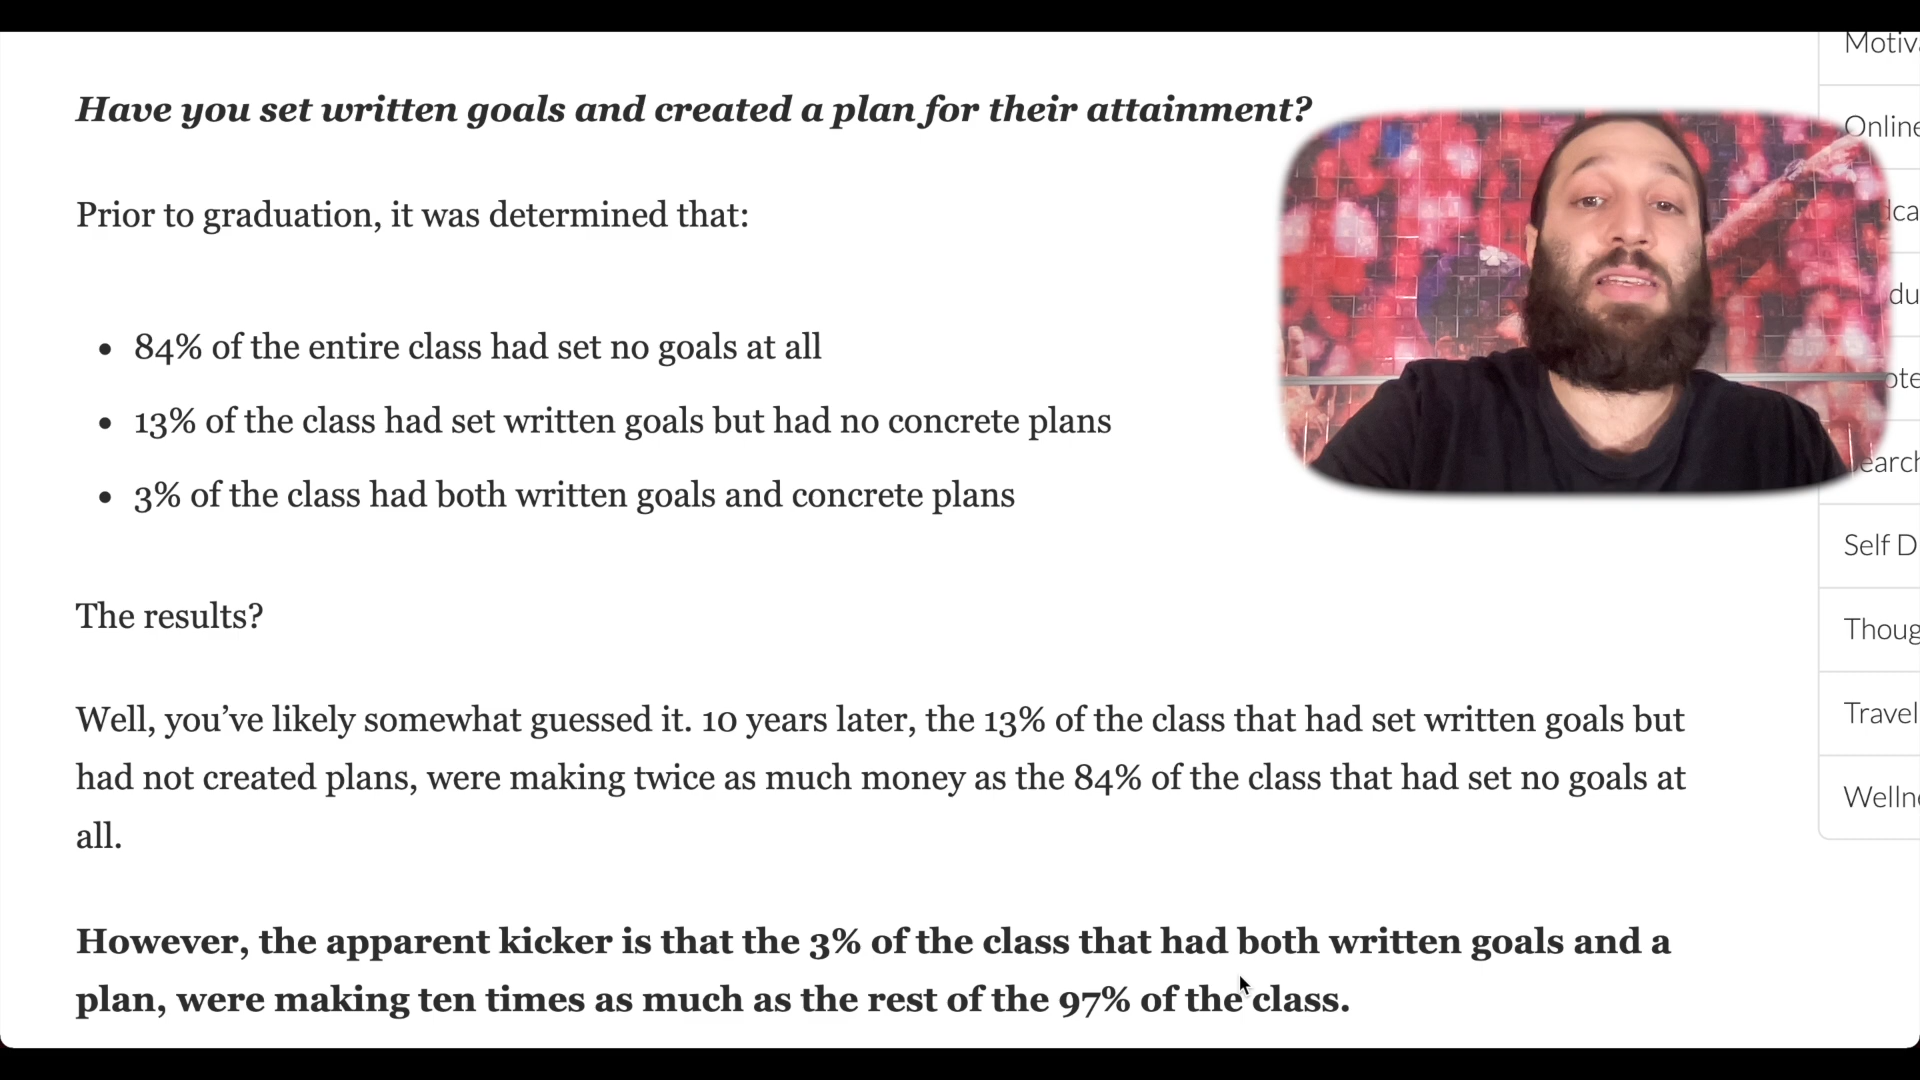 Have you set written goals and created a plan for their attainment?
Prior to graduation, it was determined that:
• 84% of the entire class had set no goals at all
• 13% of the class had set written goals but had no concrete plans
• 3% of the class had both written goals and concrete plans
The results?
Well, you’ve likely somewhat guessed it. 10 years later, the 13% of the class that had set written goals but
had not created plans, were making twice as much money as the 84% of the class that had set no goals at
all.
However, the apparent kicker is that the 3% of the class that had both written goals and a
plan, were making ten times as much as the rest of the 97% of the class.
Motiv
Online
Self D
Thoug
Travel
Welln